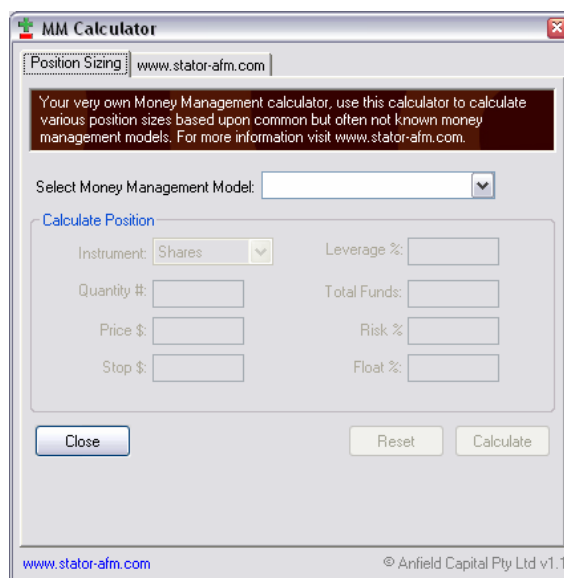 MM Calculator
Position Sizing
www.stator-afm.com
Your very own Money Management calculator, use this calculator to calculate
various position sizes based upon common but often not known money
management models. For more information visit www.stator-afm.com.
Select Money Management Model:
Calculate Position
Instrument: Shares
Leverage %:
Quantity #:
Total Funds:
Price $:
Risk %
Stop $:
Float %:
Close
Reset
Calculate
www.stator-afm.com
© Anfield Capital Pty Ltd v1.1